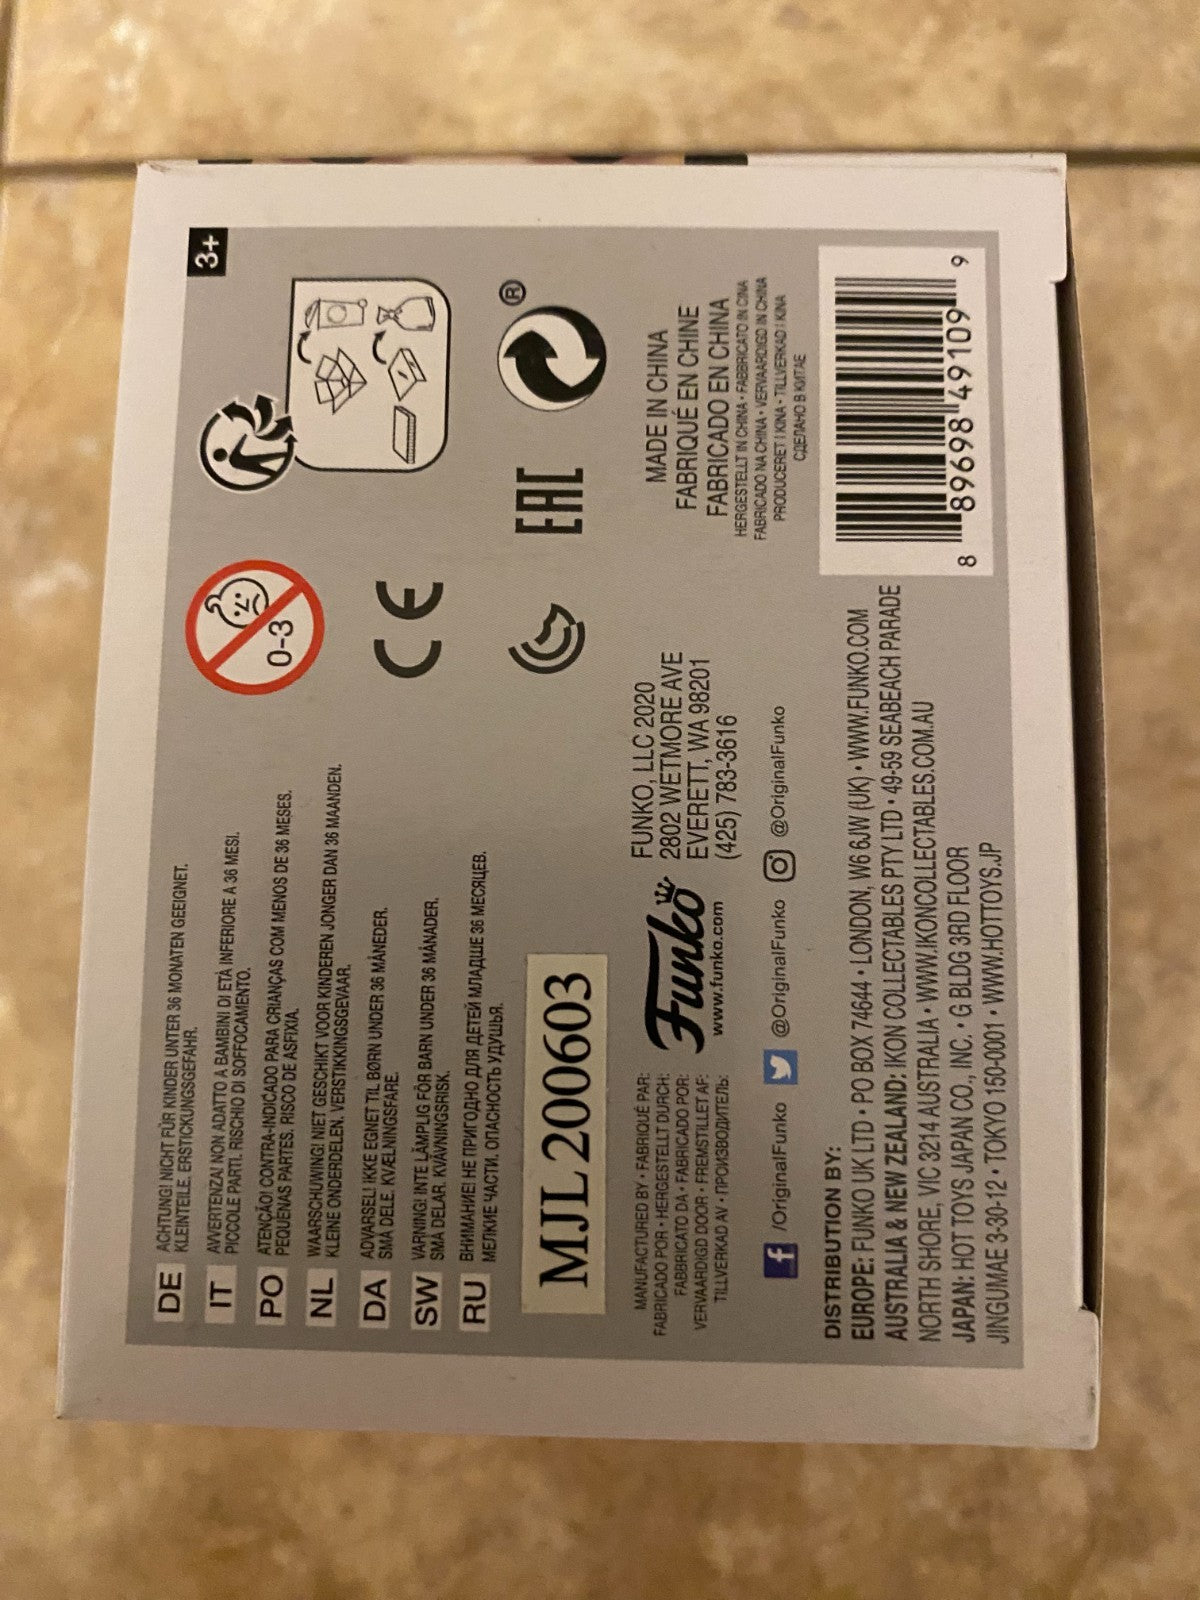 DE ACHTUNG! NICHT FÜR KINDER UNTER 36 MONATEN GEEIGNET.
KLEINTEILE. ERSTICKUNGSGEFAHR.
IT AVVERTENZA! NON ADATTO A BAMBINI DI ETÀ INFERIORE A 36 MESI.
PICCOLE PARTI. RISCHIO DI SOFFOCAMENTO.
PO ATENÇÃO! CONTRA-INDICADO PARA CRIANÇAS COM MENOS DE 36 MESES.
PEQUENAS PARTES. RISCO DE ASFIXIA.
NL WAARSCHUWING! NIET GESCHIKT VOOR KINDEREN JONGER DAN 36 MAANDEN.
KLEINE ONDERDELEN. VERSTIKKINGSGEVAAR.
DA ADVARSEL! IKKE EGNET TIL BØRN UNDER 36 MÅNEDER.
SMÅ DELE. KVÆLNINGSFARE.
SW VARNING! INTE LÄMPLIG FÖR BARN UNDER 36 MÅNADER.
SMÅ DELAR. KVÄVNINGSRISK.
RU ВНИМАНИЕ! НЕ ПРИГОДНО ДЛЯ ДЕТЕЙ МЛАДШЕ 36 МЕСЯЦЕВ.
МЕЛКИЕ ЧАСТИ. ОПАСНОСТЬ УДУШЬЯ.
0-3
3+
CE
EAC
®
MJL200603
MANUFACTURED BY • FABRIQUÉ PAR:
FABRICADO POR • HERGESTELLT DURCH:
FABBRICATO DA • FABRICADO POR:
VERVAARDIGD DOOR • FREMSTILLET AF:
TILLVERKAD AV • ПРОИЗВОДИТЕЛЬ:
Funko
www.funko.com
FUNKO, LLC 2020
2802 WETMORE AVE
EVERETT, WA 98201
(425) 783-3616
f /OriginalFunko @OriginalFunko @OriginalFunko
MADE IN CHINA
FABRIQUÉ EN CHINE
FABRICADO EN CHINA
HERGESTELLT IN CHINA • FABBRICATO IN CINA
FABRICADO NA CHINA • VERVAARDIGD IN CHINA
PRODUCERET I KINA • TILLVERKAD I KINA
СДЕЛАНО В КИТАЕ
DISTRIBUTION BY:
EUROPE: FUNKO UK LTD • PO BOX 74644 • LONDON, W6 6JW (UK) • WWW.FUNKO.COM
AUSTRALIA & NEW ZEALAND: IKON COLLECTABLES PTY LTD • 49-59 SEABEACH PARADE
NORTH SHORE, VIC 3214 AUSTRALIA • WWW.IKONCOLLECTABLES.COM.AU
JAPAN: HOT TOYS JAPAN CO., INC. • G BLDG 3RD FLOOR
JINGUMAE 3-30-12 • TOKYO 150-0001 • WWW.HOTTOYS.JP
8 89698 49109 9